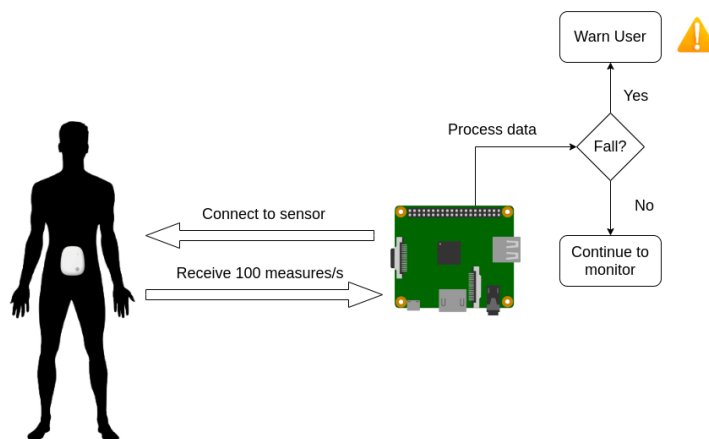 Warn User
Yes
Process data
Fall?
Connect to sensor
No
Receive 100 measures/s
Continue to
monitor